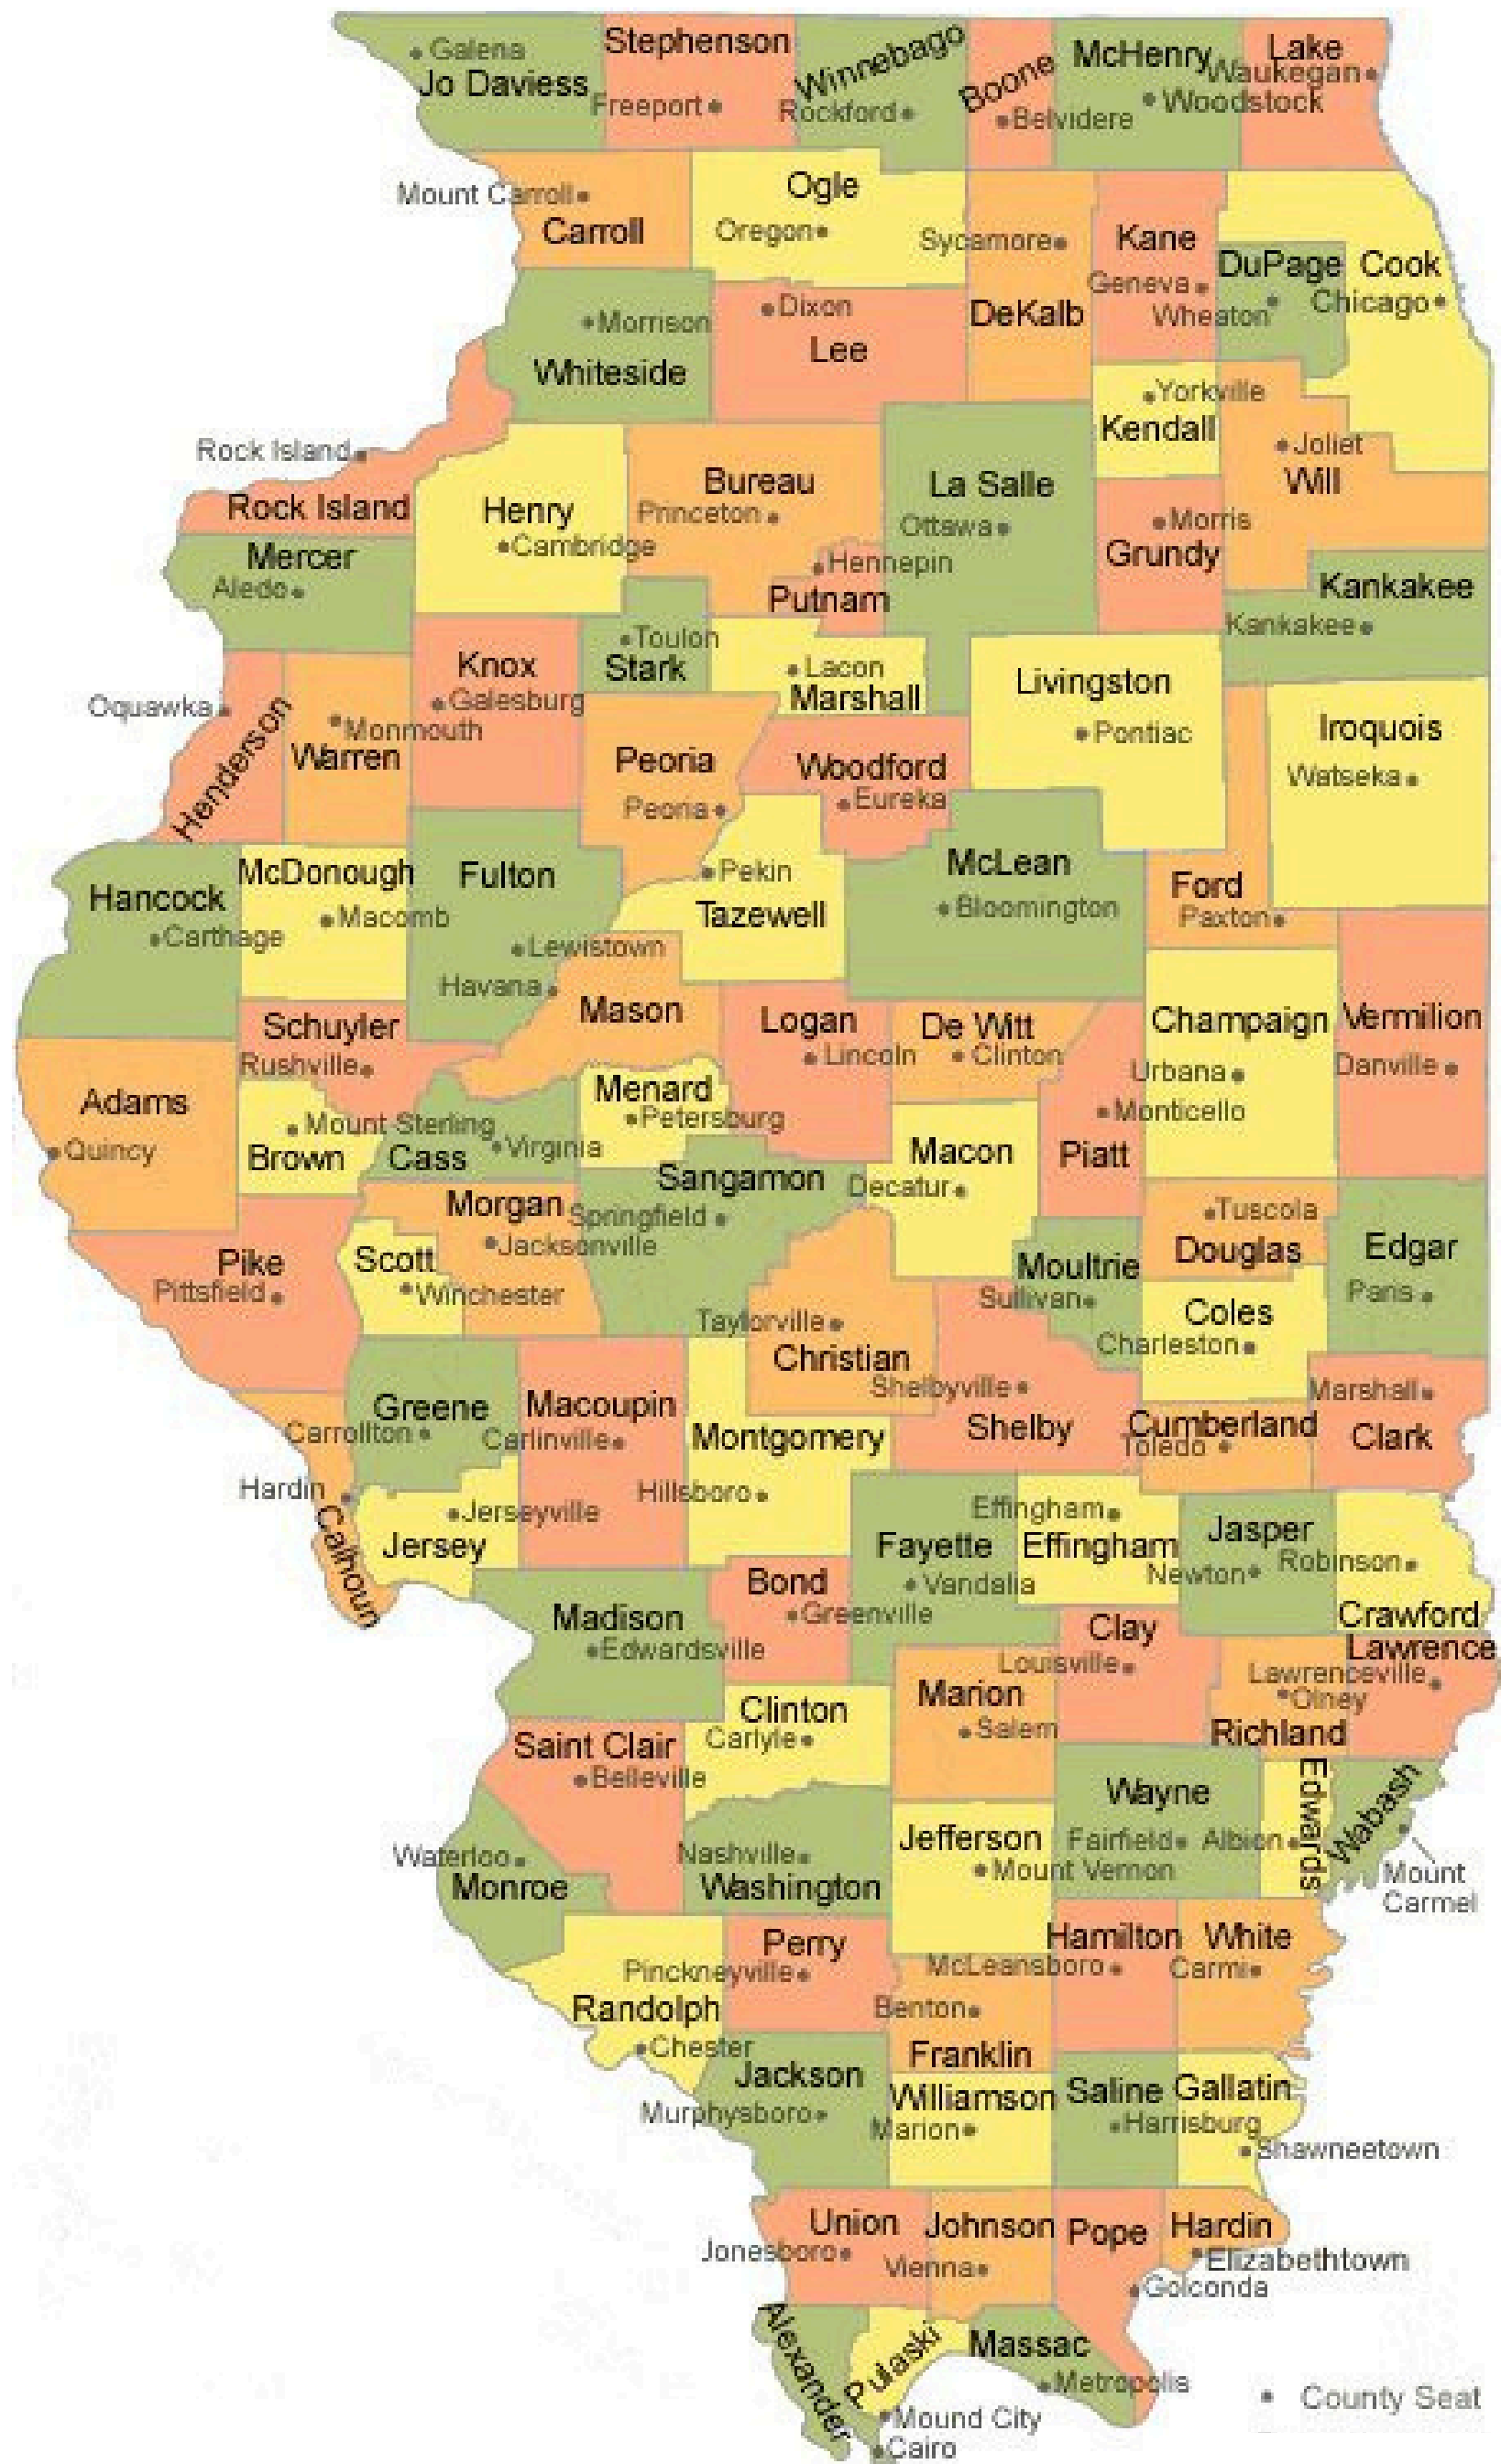 Galena
Jo Daviess
Stephenson
Freeport
Winnebago
Rockford
Boone
Belvidere
McHenry
Woodstock
Lake
Waukegan
Mount Carroll
Carroll
Ogle
Oregon
Sycamore
DeKalb
Kane
Geneva
DuPage
Wheaton
Cook
Chicago
Morrison
Whiteside
Dixon
Lee
Yorkville
Kendall
Joliet
Will
Rock Island
Rock Island
Henry
Cambridge
Bureau
Princeton
La Salle
Ottawa
Morris
Grundy
Mercer
Aledo
Hennepin
Putnam
Kankakee
Kankakee
Toulon
Stark
Lacon
Marshall
Knox
Galesburg
Livingston
Pontiac
Iroquois
Watseka
Oquawka
Henderson
Monmouth
Warren
Peoria
Peoria
Woodford
Eureka
Hancock
Carthage
McDonough
Macomb
Fulton
Lewistown
Pekin
Tazewell
McLean
Bloomington
Ford
Paxton
Havana
Mason
Schuyler
Rushville
Logan
Lincoln
De Witt
Clinton
Champaign
Urbana
Vermilion
Danville
Adams
Quincy
Mount Sterling
Brown
Cass
Virginia
Menard
Petersburg
Monticello
Piatt
Macon
Decatur
Sangamon
Springfield
Morgan
Jacksonville
Scott
Winchester
Pike
Pittsfield
Tuscola
Douglas
Edgar
Paris
Moultrie
Sullivan
Coles
Charleston
Taylorville
Christian
Shelbyville
Shelby
Greene
Carrollton
Macoupin
Carlinville
Montgomery
Hillsboro
Cumberland
Toledo
Marshall
Clark
Hardin
Calhoun
Jerseyville
Jersey
Fayette
Vandalia
Effingham
Effingham
Jasper
Newton
Robinson
Crawford
Bond
Greenville
Madison
Edwardsville
Clay
Louisville
Lawrence
Lawrenceville
Olney
Richland
Marion
Salem
Clinton
Carlyle
Saint Clair
Belleville
Wayne
Fairfield
Albion
Edwards
Wabash
Mount
Carmel
Jefferson
Mount Vernon
Waterloo
Monroe
Nashville
Washington
Perry
Pinckneyville
Randolph
Chester
Hamilton
McLeansboro
White
Carmi
Benton
Franklin
Jackson
Murphysboro
Williamson
Marion
Saline
Harrisburg
Gallatin
Shawneetown
Union
Jonesboro
Johnson
Vienna
Pope
Golconda
Hardin
Elizabethtown
Alexander
Pulaski
Massac
Metropolis
Mound City
Cairo
County Seat